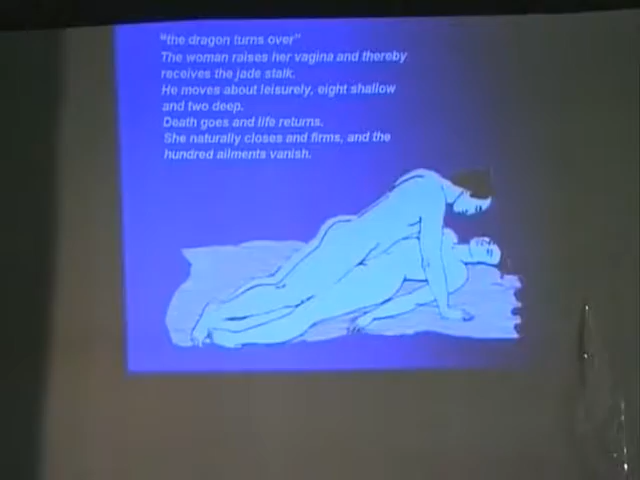 "the dragon turns over"
The woman raises her vagina and thereby
receives the jade stalk.
He moves about leisurely, eight shallow
and two deep.
Death goes and life returns.
She naturally closes and firms, and the
hundred ailments vanish.